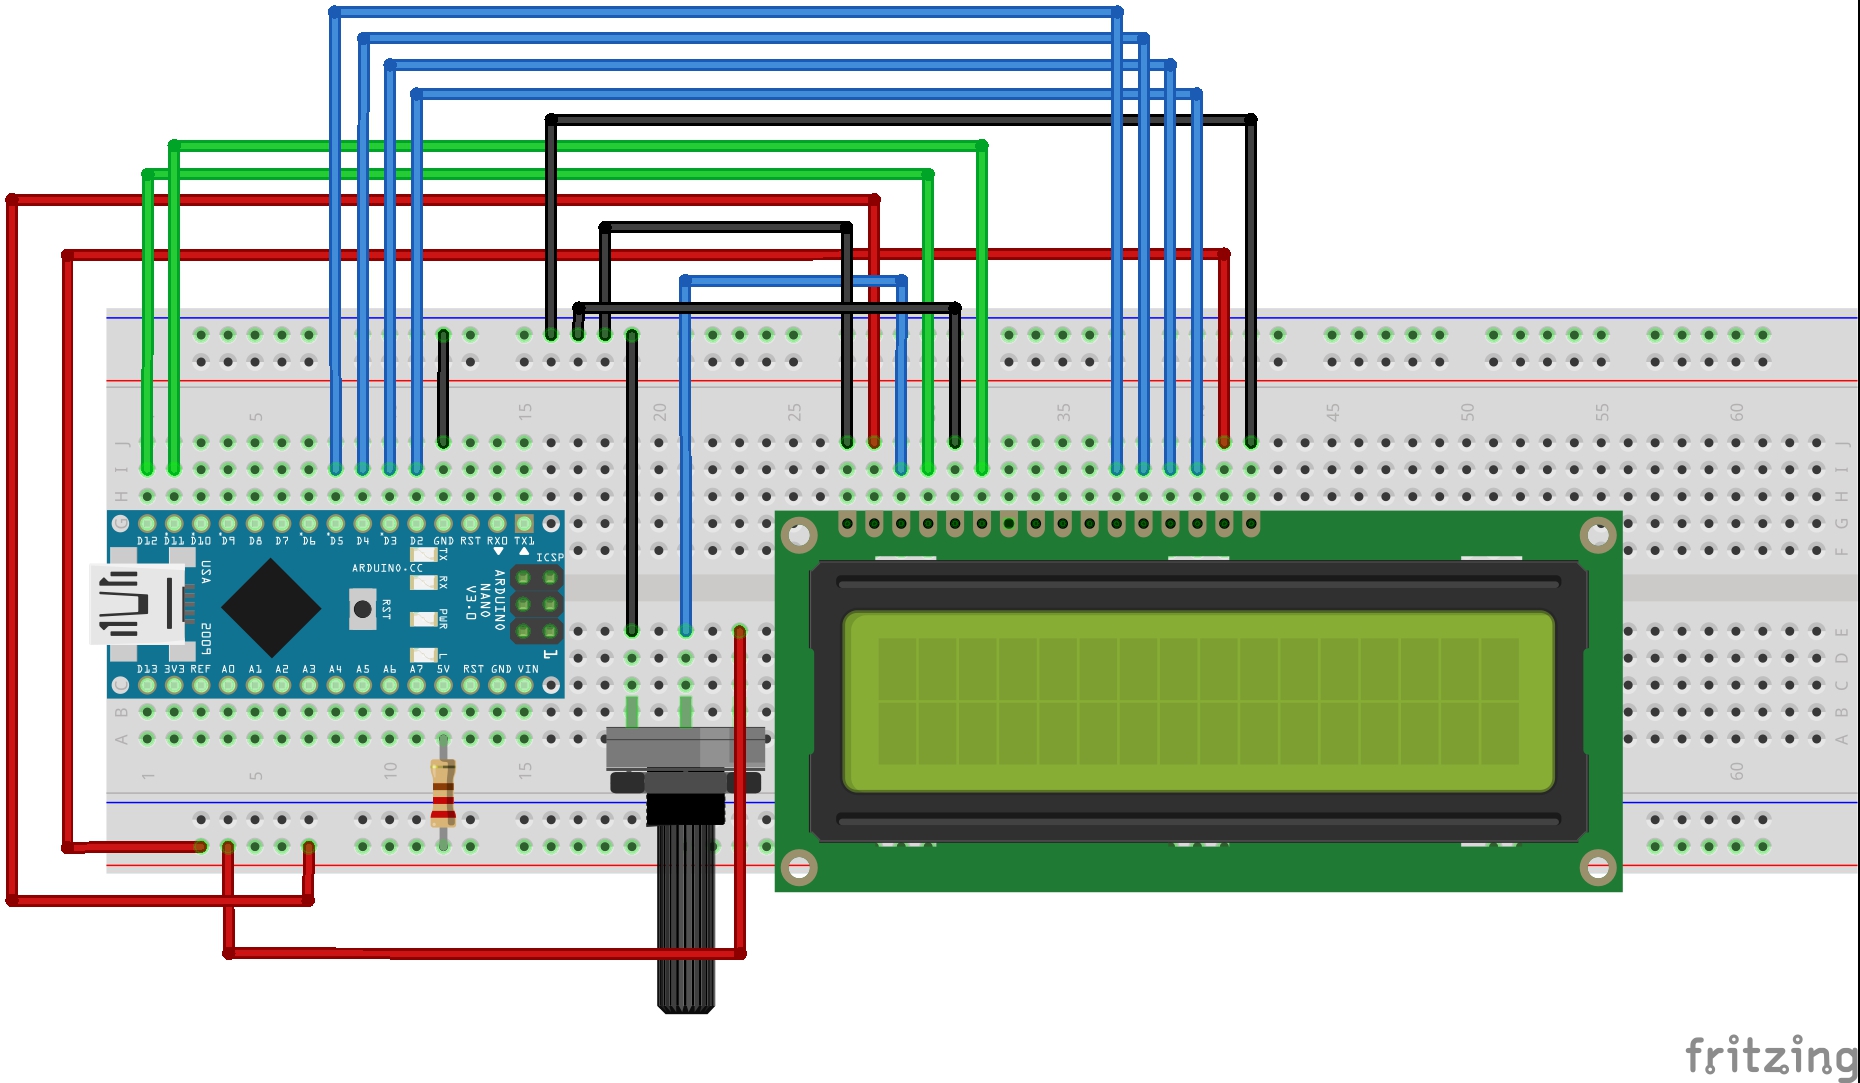 5 15 20 25 35 45 50 55 60
J J
I I
H H
G G
F
D12 D11 D10 D9 D8 D7 D6 D5 D4 D3 D2 GND RST RX0 TX1
ICSP
ARDUINO.CC
TX
RX
PWR
L
RST
USA
2009
ARDUINO
NANO
V3.0
1
E
D
D13 3V3 REF A0 A1 A2 A3 A4 A5 A6 A7 5V RST GND VIN
C C
B B
A A
1 5 10 15 60
fritzing